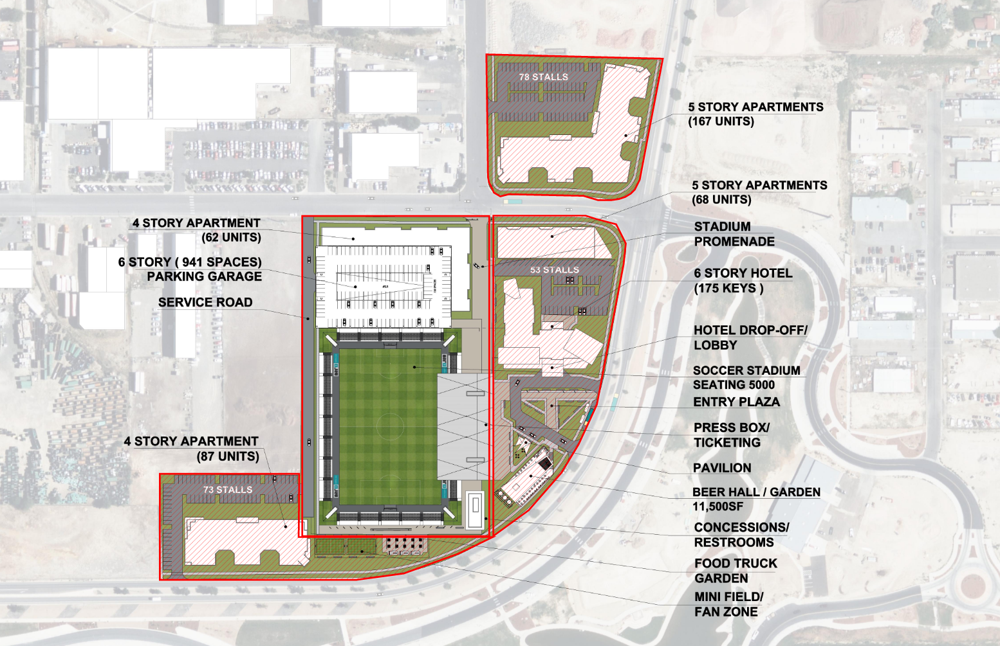 78 STALLS
5 STORY APARTMENTS
(167 UNITS)
5 STORY APARTMENTS
(68 UNITS)
4 STORY APARTMENT
(62 UNITS)
STADIUM
PROMENADE
6 STORY ( 941 SPACES)
PARKING GARAGE
53 STALLS
6 STORY HOTEL
(175 KEYS )
SERVICE ROAD
HOTEL DROP-OFF/
LOBBY
SOCCER STADIUM
SEATING 5000
ENTRY PLAZA
PRESS BOX/
TICKETING
4 STORY APARTMENT
(87 UNITS)
PAVILION
73 STALLS
BEER HALL / GARDEN
11,500SF
CONCESSIONS/
RESTROOMS
FOOD TRUCK
GARDEN
MINI FIELD/
FAN ZONE